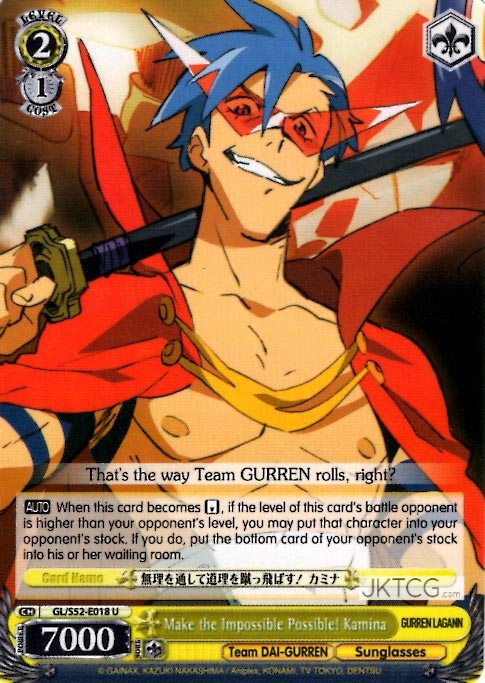 LEVEL
2
1
COST
That's the way Team GURREN rolls, right?
AUTO When this card becomes [ ], if the level of this card's battle opponent
is higher than your opponent's level, you may put that character into your
opponent's stock. If you do, put the bottom card of your opponent's stock
into his or her waiting room.
Card Name 無理を通して道理を蹴っ飛ばす! カミナ
JKTCG.com
CH GL/S52-E018 U
Make the Impossible Possible! Kamina GURREN LAGANN
POWER 7000 SOUL
Team DAI-GURREN Sunglasses
©GAINAX, KAZUKI NAKASHIMA / Aniplex, KONAMI, TV TOKYO, DENTSU